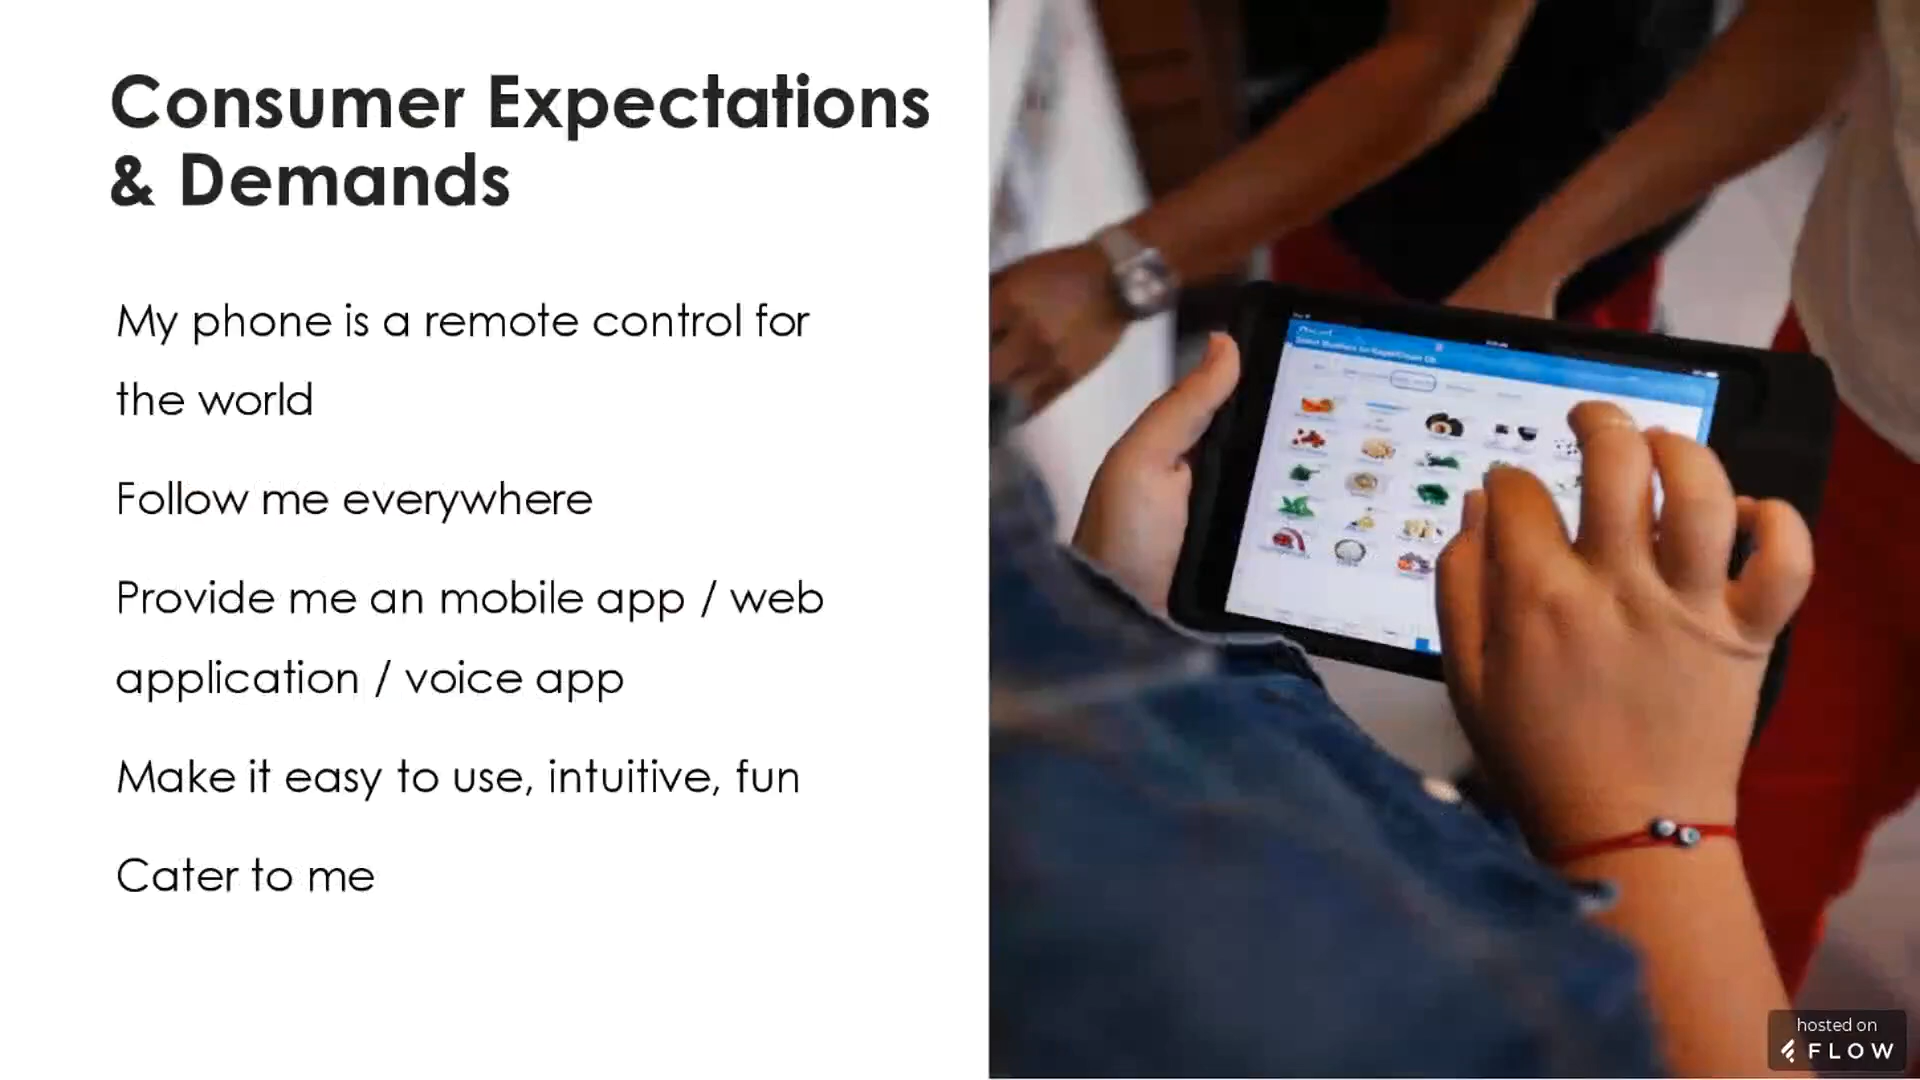 Consumer Expectations
& Demands
My phone is a remote control for
the world
Follow me everywhere
Provide me an mobile app / web
application / voice app
Make it easy to use, intuitive, fun
Cater to me
hosted on
FLOW